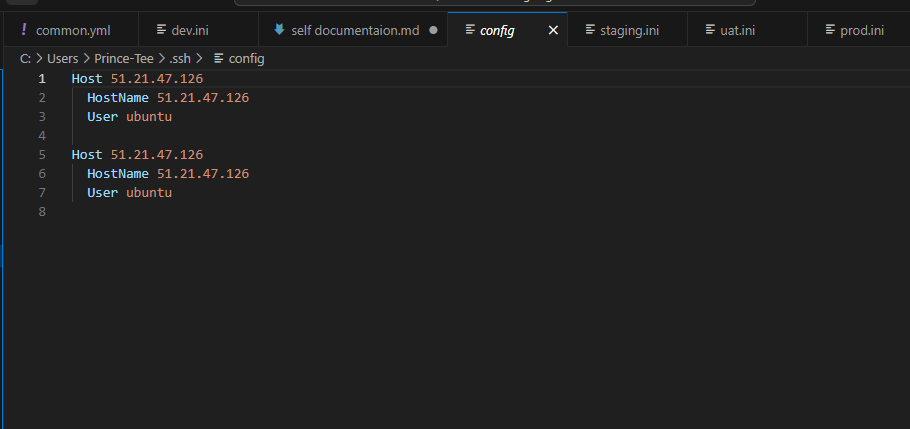 ! common.yml dev.ini self documentaion.md ● config × staging.ini uat.ini prod.ini
C: > Users > Prince-Tee > .ssh > config
1 Host 51.21.47.126
2 HostName 51.21.47.126
3 User ubuntu
4
5 Host 51.21.47.126
6 HostName 51.21.47.126
7 User ubuntu
8